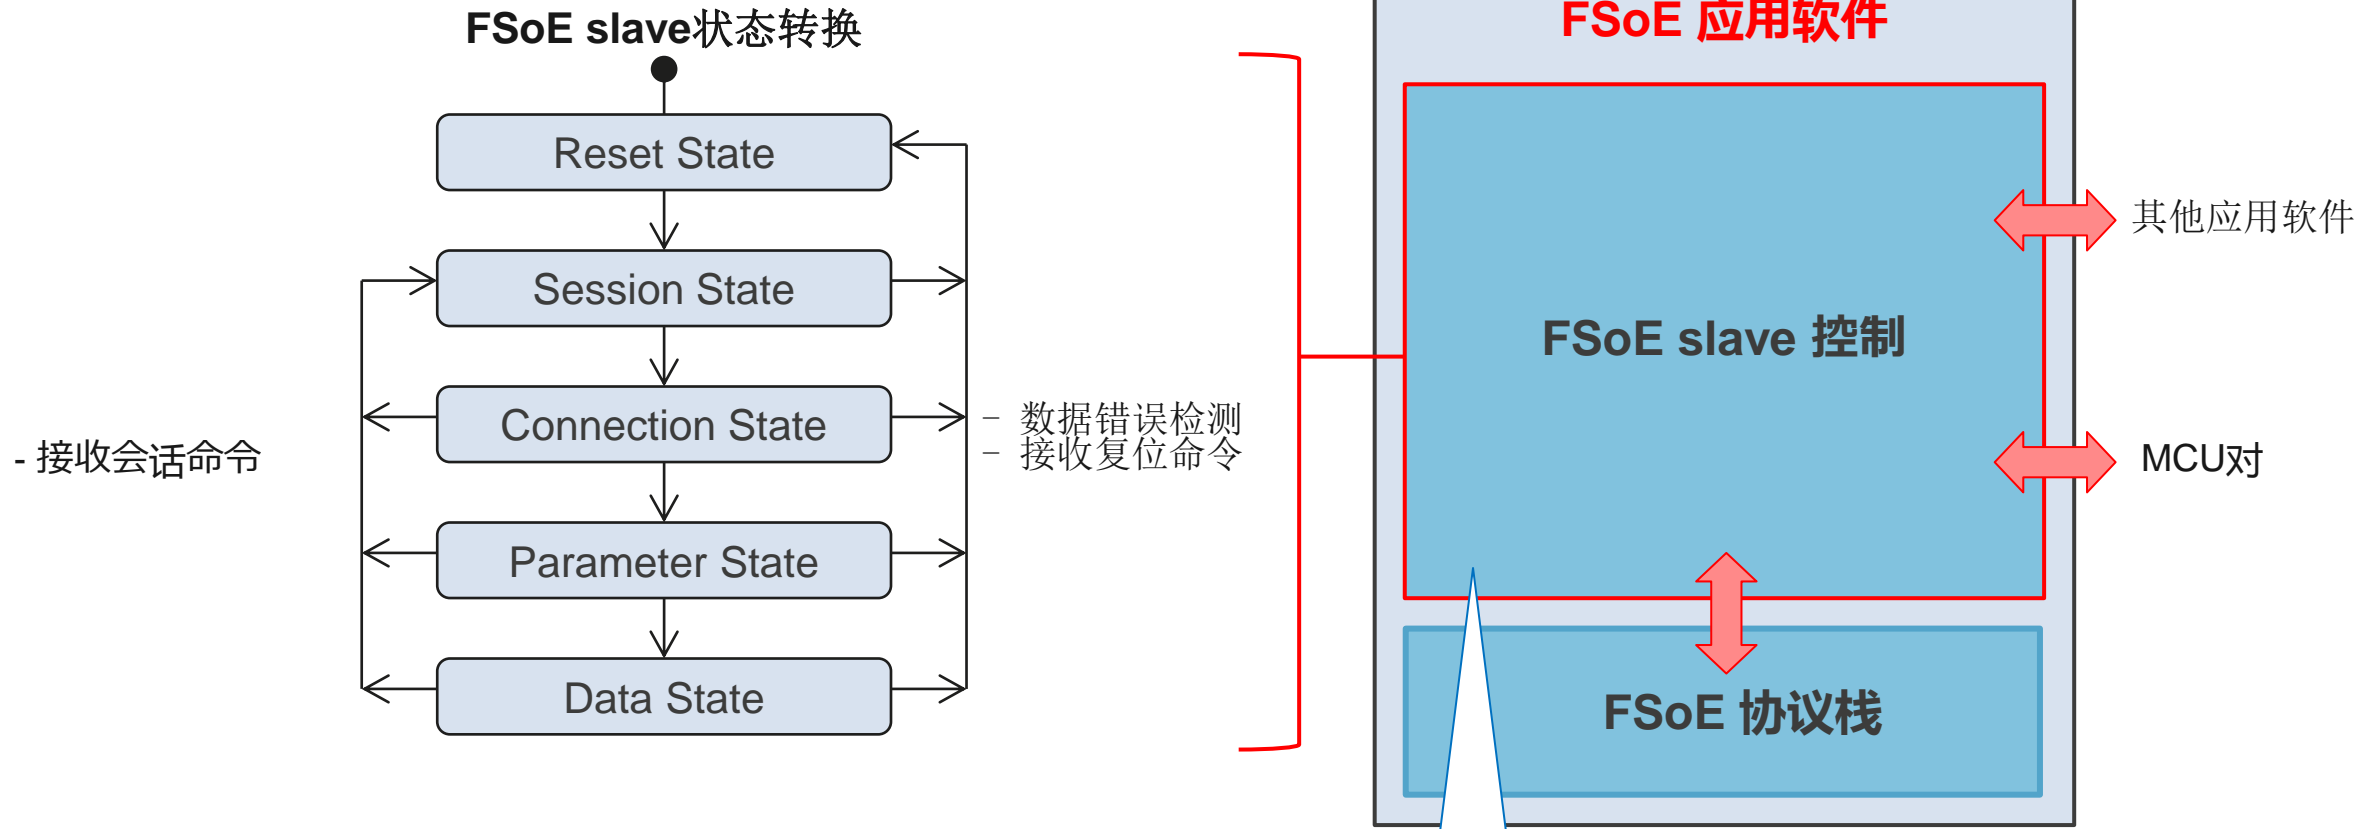 FSoE slave状态转换
Reset State
Session State
Connection State
Parameter State
Data State
- 接收会话命令
- 数据错误检测
- 接收复位命令
FSoE 应用软件
FSoE slave 控制
FSoE 协议栈
其他应用软件
MCU对